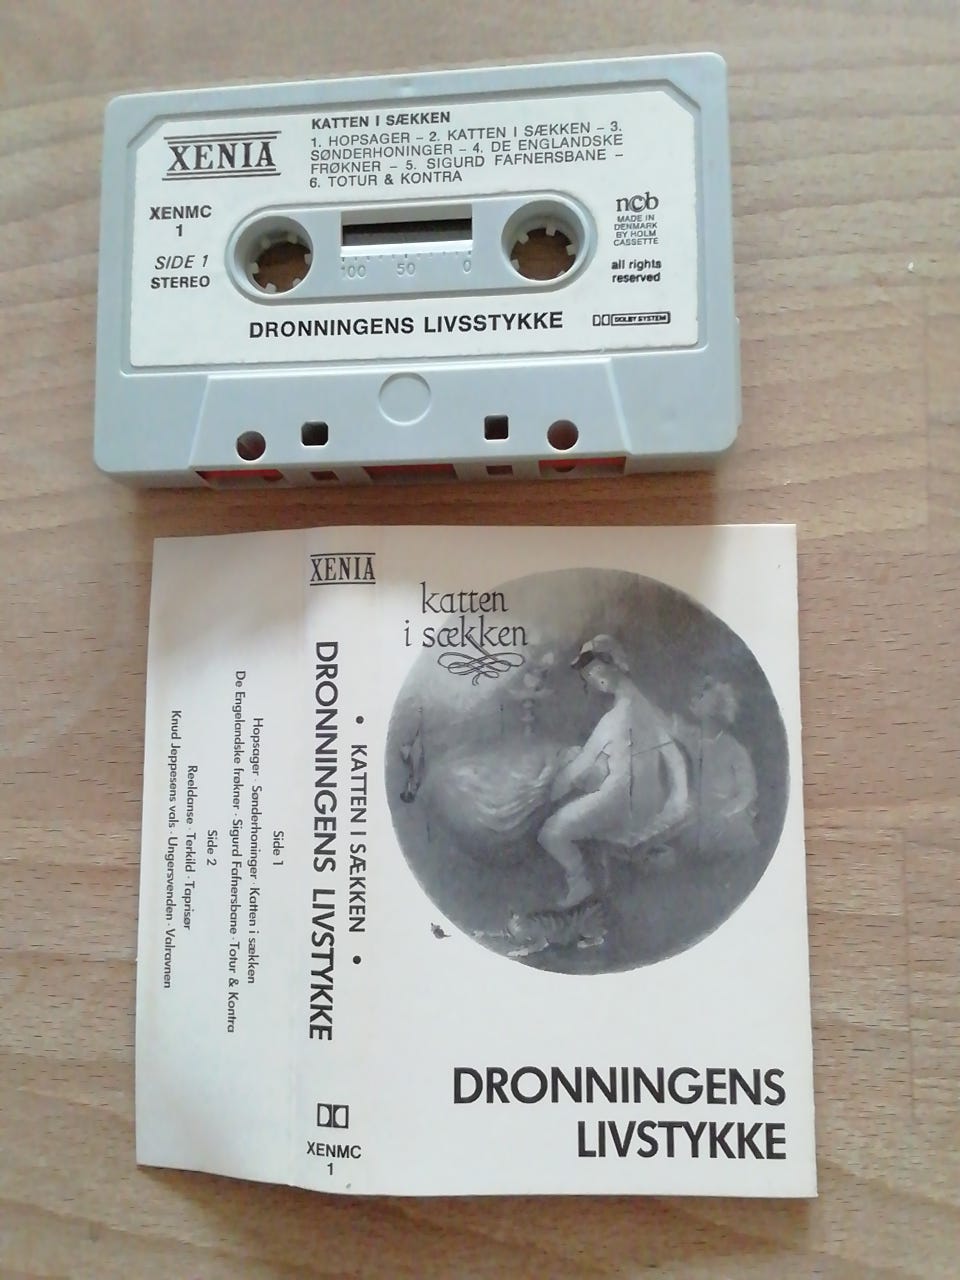 XENIA
KATTEN I SÆKKEN
1. HOPSAGER – 2. KATTEN I SÆKKEN – 3.
SØNDERHONINGER – 4. DE ENGLANDSKE
FRØKNER – 5. SIGURD FAFNERSBANE –
6. TOTUR & KONTRA
XENMC
1
SIDE 1
STEREO
100 50 0
ncb
MADE IN
DENMARK
BY HOLM
CASSETTE
all rights
reserved
DRONNINGENS LIVSSTYKKE
DOLBY SYSTEM
katten
i sækken
DRONNINGENS
LIVSTYKKE
XENIA
• KATTEN I SÆKKEN •
DRONNINGENS LIVSTYKKE
XENMC
1
Side 1
Hopsager · Sønderhoninger · Katten i sækken
De Engelandske frøkner · Sigurd Fafnersbane · Totur & Kontra
Side 2
Reeldanse · Terkild · Taprisør
Knud Jeppesens vals · Ungersvenden · Valravnen